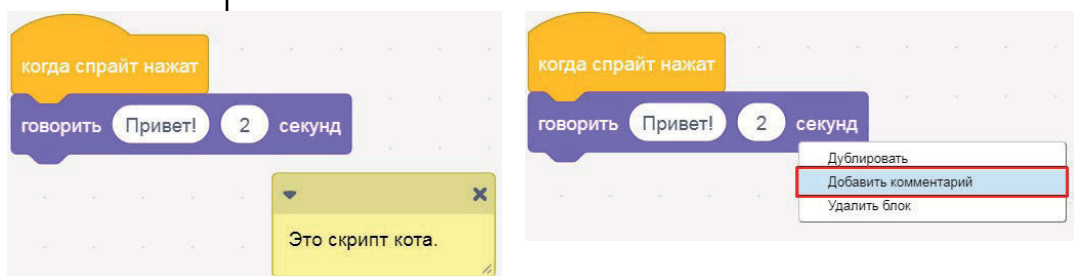 когда спрайт нажат
говорить Привет! 2 секунд
Это скрипт кота.
когда спрайт нажат
говорить Привет! 2 секунд
Дублировать
Добавить комментарий
Удалить блок